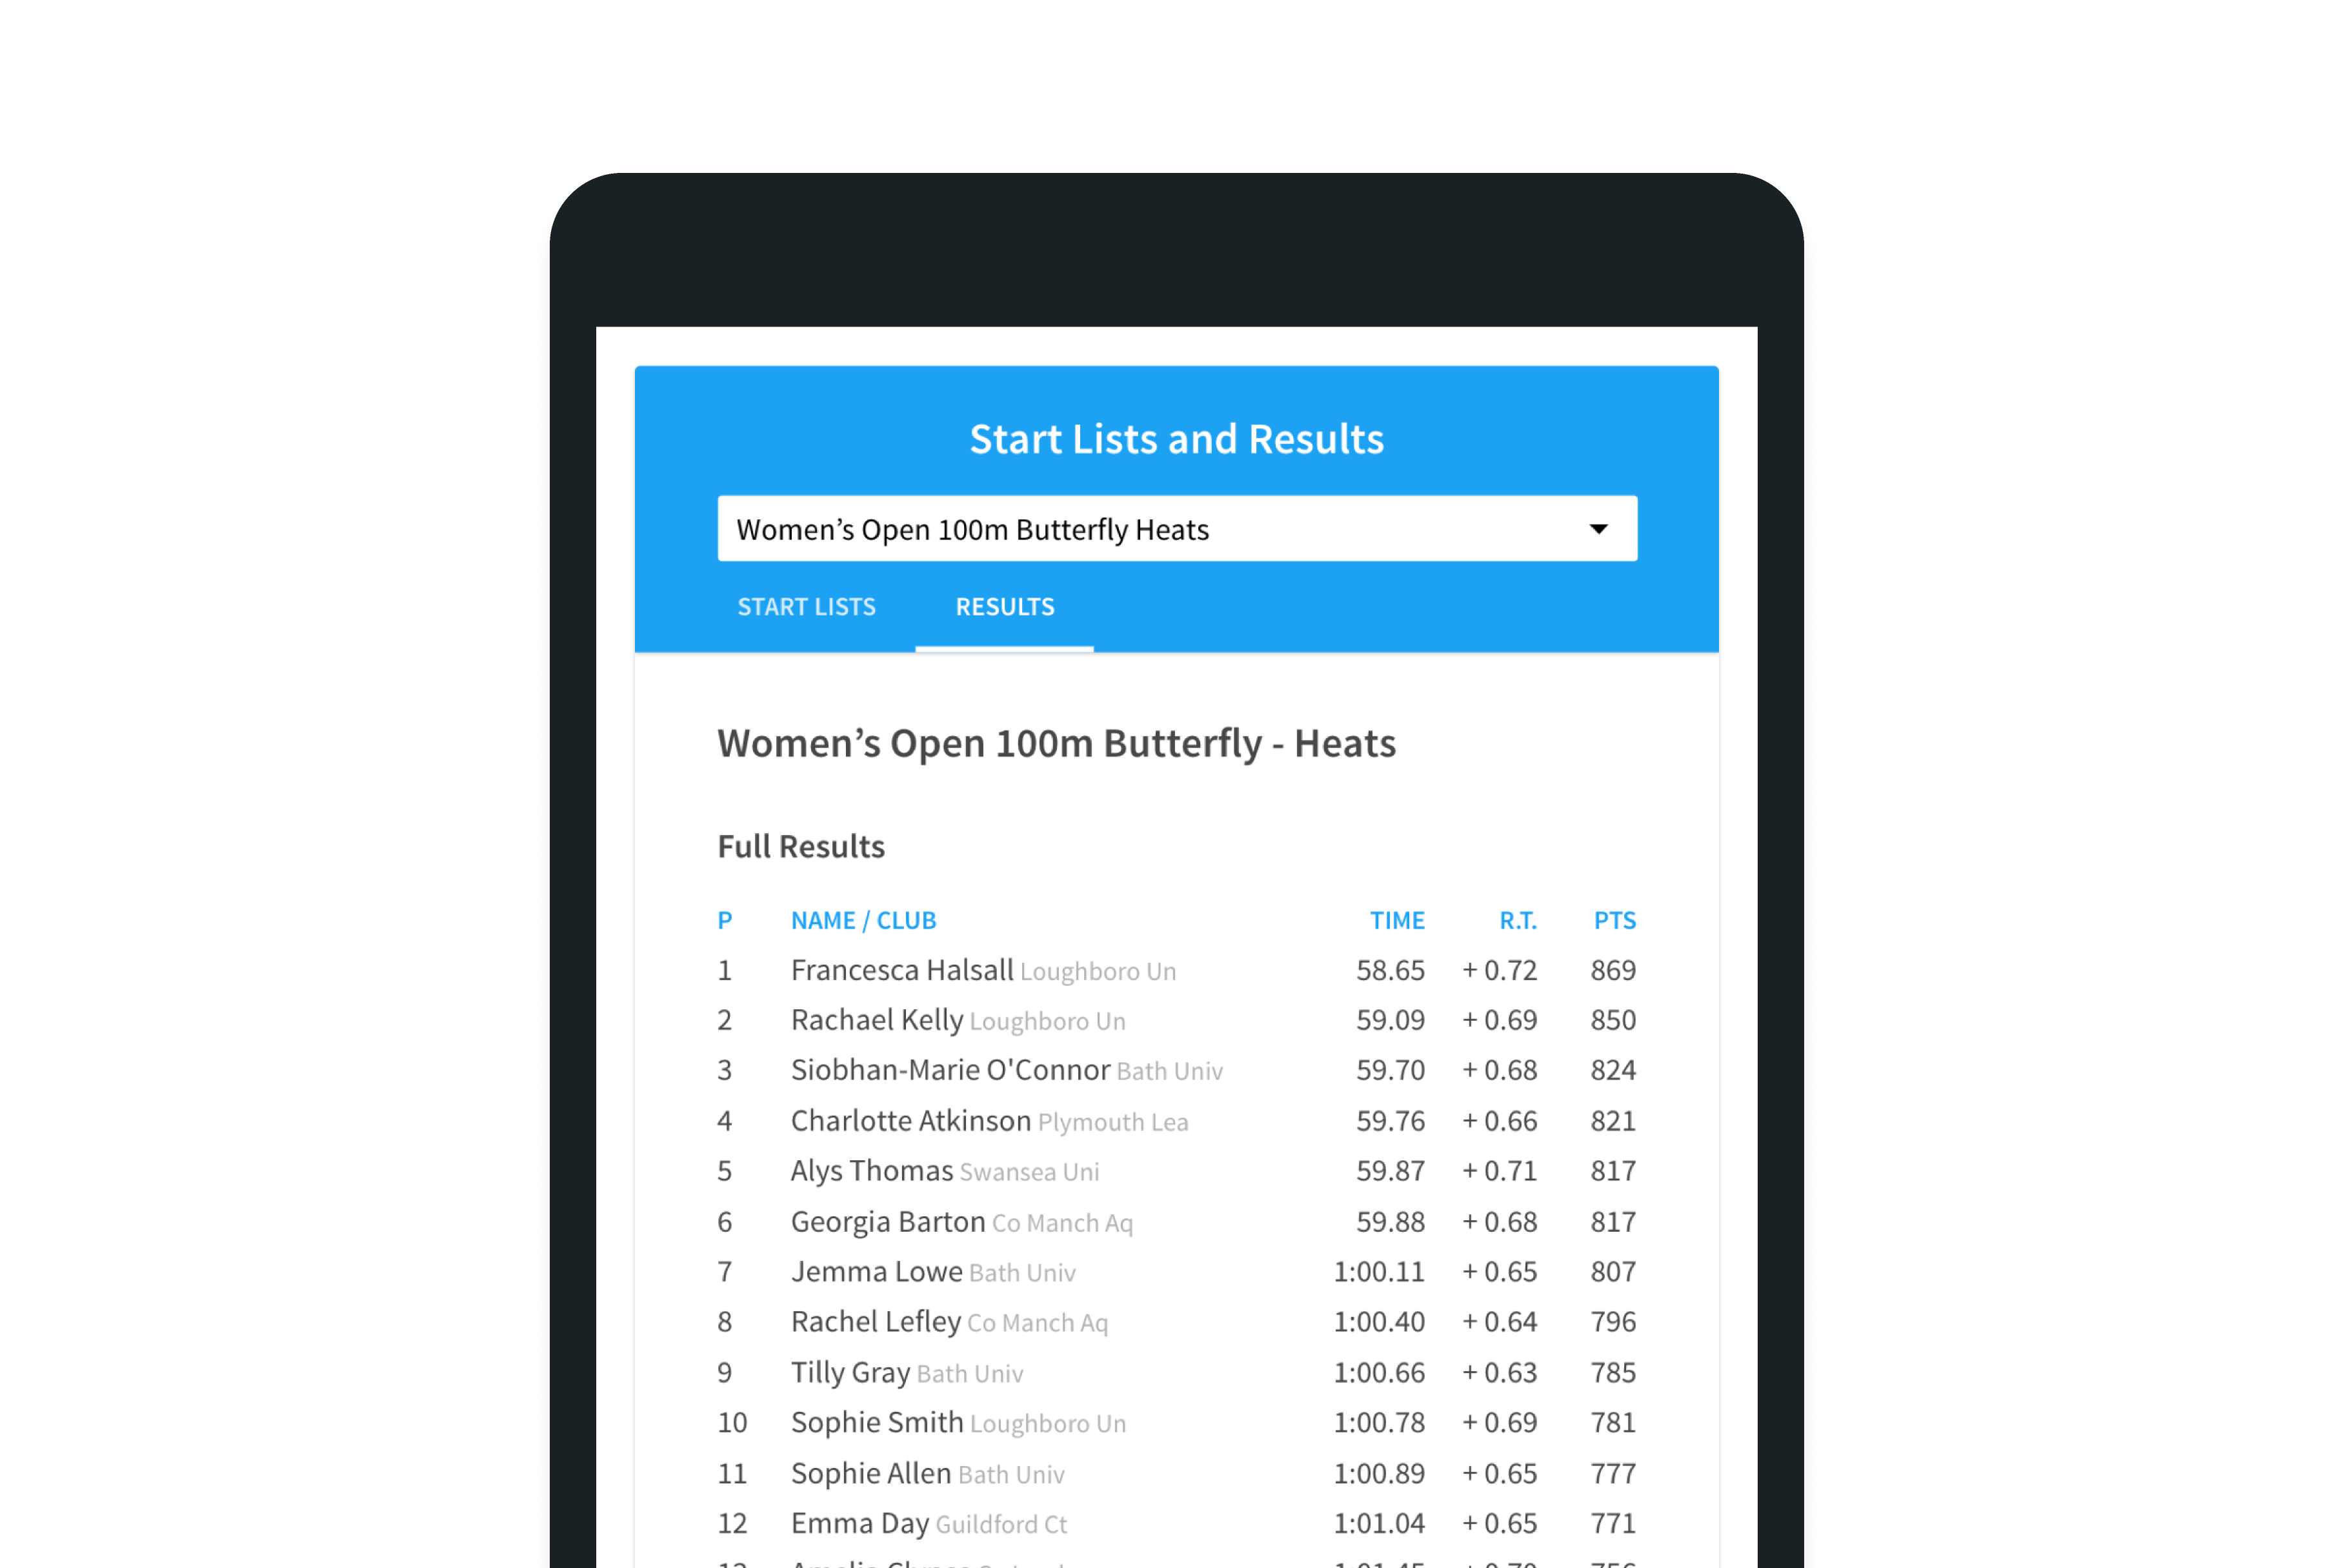 Start Lists and Results
Women’s Open 100m Butterfly Heats
START LISTS RESULTS
Women’s Open 100m Butterfly - Heats
Full Results
P NAME / CLUB TIME R.T. PTS
1 Francesca Halsall Loughboro Un 58.65 + 0.72 869
2 Rachael Kelly Loughboro Un 59.09 + 0.69 850
3 Siobhan-Marie O'Connor Bath Univ 59.70 + 0.68 824
4 Charlotte Atkinson Plymouth Lea 59.76 + 0.66 821
5 Alys Thomas Swansea Uni 59.87 + 0.71 817
6 Georgia Barton Co Manch Aq 59.88 + 0.68 817
7 Jemma Lowe Bath Univ 1:00.11 + 0.65 807
8 Rachel Lefley Co Manch Aq 1:00.40 + 0.64 796
9 Tilly Gray Bath Univ 1:00.66 + 0.63 785
10 Sophie Smith Loughboro Un 1:00.78 + 0.69 781
11 Sophie Allen Bath Univ 1:00.89 + 0.65 777
12 Emma Day Guildford Ct 1:01.04 + 0.65 771